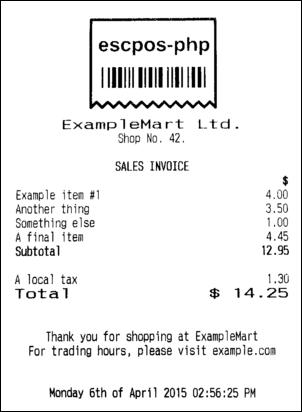 escpos-php
ExampleMart Ltd.
Shop No. 42.
SALES INVOICE
$
Example item #1 4.00
Another thing 3.50
Something else 1.00
A final item 4.45
Subtotal 12.95
A local tax 1.30
Total $ 14.25
Thank you for shopping at ExampleMart
For trading hours, please visit example.com
Monday 6th of April 2015 02:56:25 PM